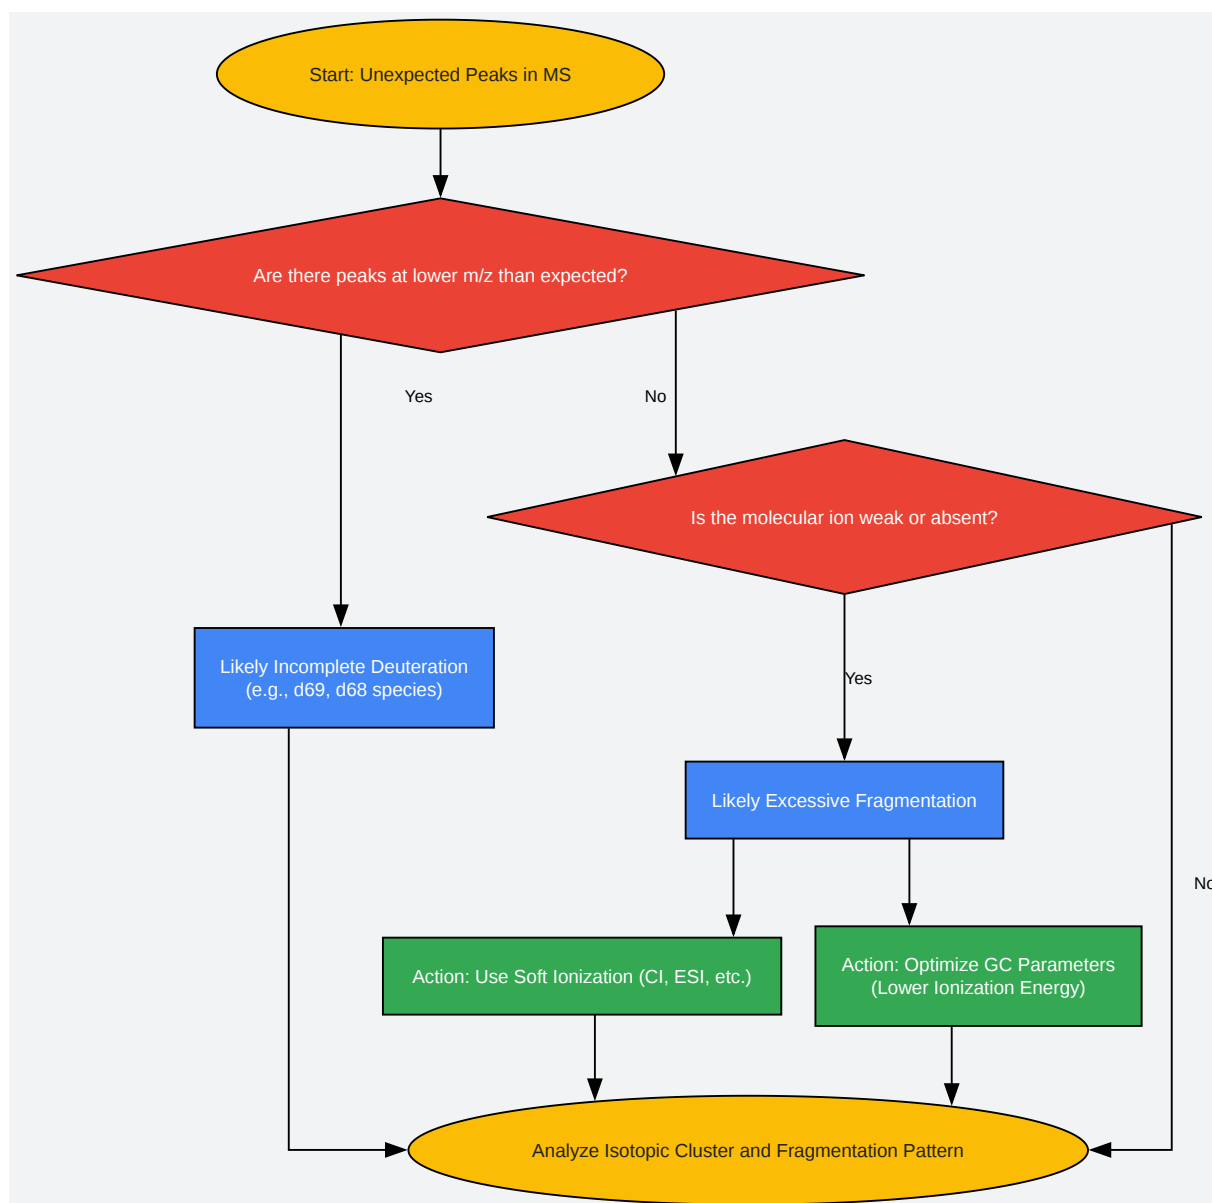 Start: Unexpected Peaks in MS
Are there peaks at lower m/z than expected?
Yes
No
Is the molecular ion weak or absent?
Likely Incomplete Deuteration
(e.g., d69, d68 species)
Yes
Likely Excessive Fragmentation
No
Action: Use Soft Ionization (CI, ESI, etc.)
Action: Optimize GC Parameters
(Lower Ionization Energy)
Analyze Isotopic Cluster and Fragmentation Pattern